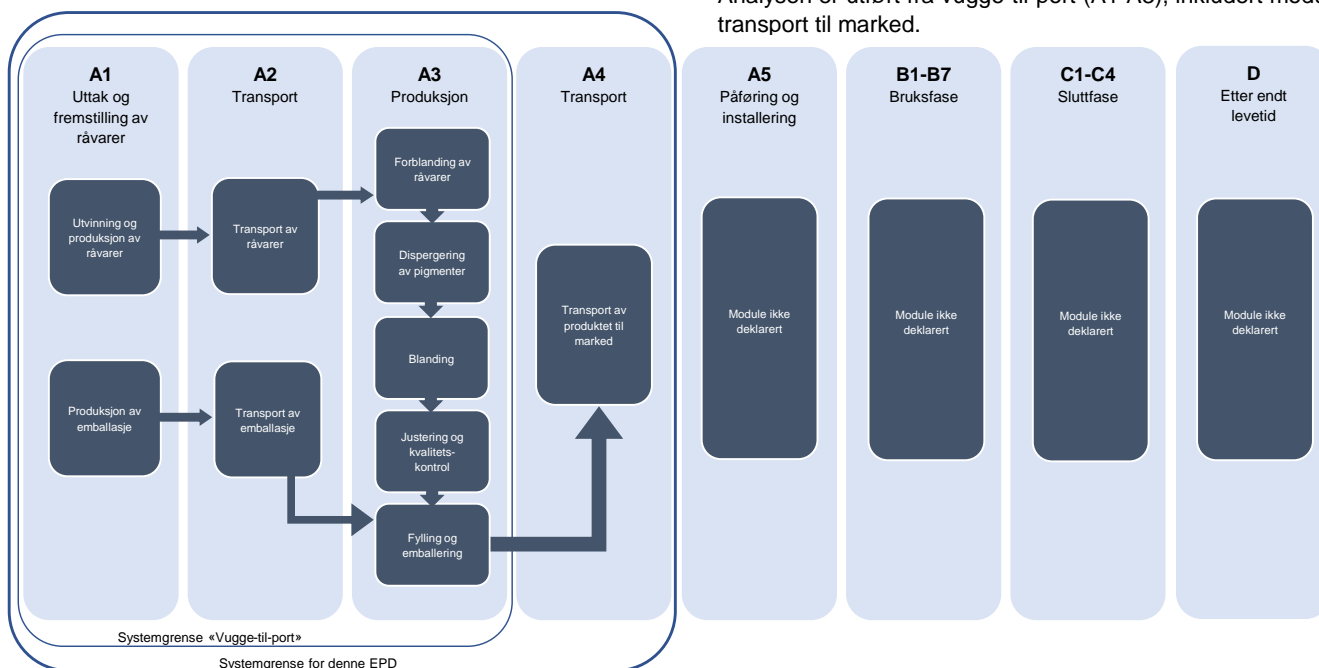 transport til marked.
A1
Uttak og
fremstilling av
råvarer
Utvinning og
produksjon av
råvarer
Produksjon av
emballasje
A2
Transport
Transport av
råvarer
Transport av
emballasje
A3
Produksjon
Forblanding av
råvarer
Dispergering
av pigmenter
Blanding
Justering og
kvalitets-
kontrol
Fylling og
emballering
A4
Transport
Transport av
produktet til
marked
A5
Påføring og
installering
Module ikke
deklarert
B1-B7
Bruksfase
Module ikke
deklarert
C1-C4
Sluttfase
Module ikke
deklarert
D
Etter endt
levetid
Module ikke
deklarert
Systemgrense «Vugge-til-port»
Systemgrense for denne EPD